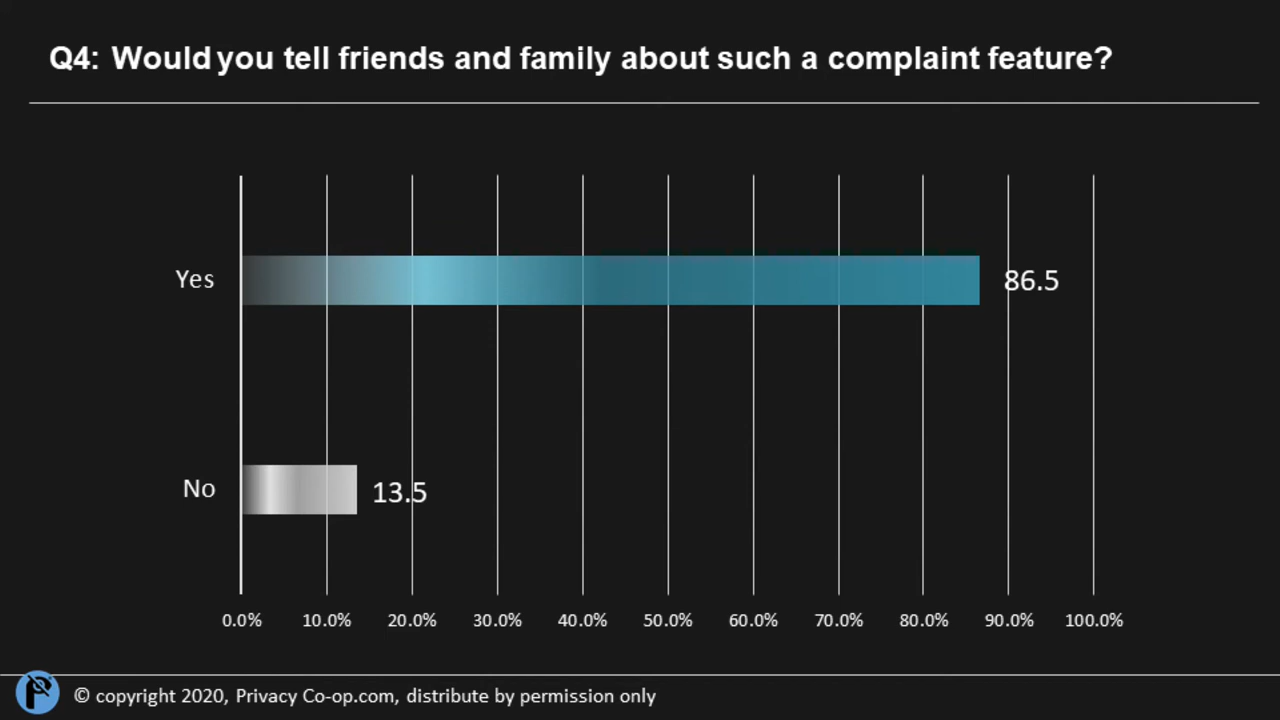 Q4: Would you tell friends and family about such a complaint feature?
Yes
86.5
No
13.5
0.0% 10.0% 20.0% 30.0% 40.0% 50.0% 60.0% 70.0% 80.0% 90.0% 100.0%
© copyright 2020, Privacy Co-op.com, distribute by permission only